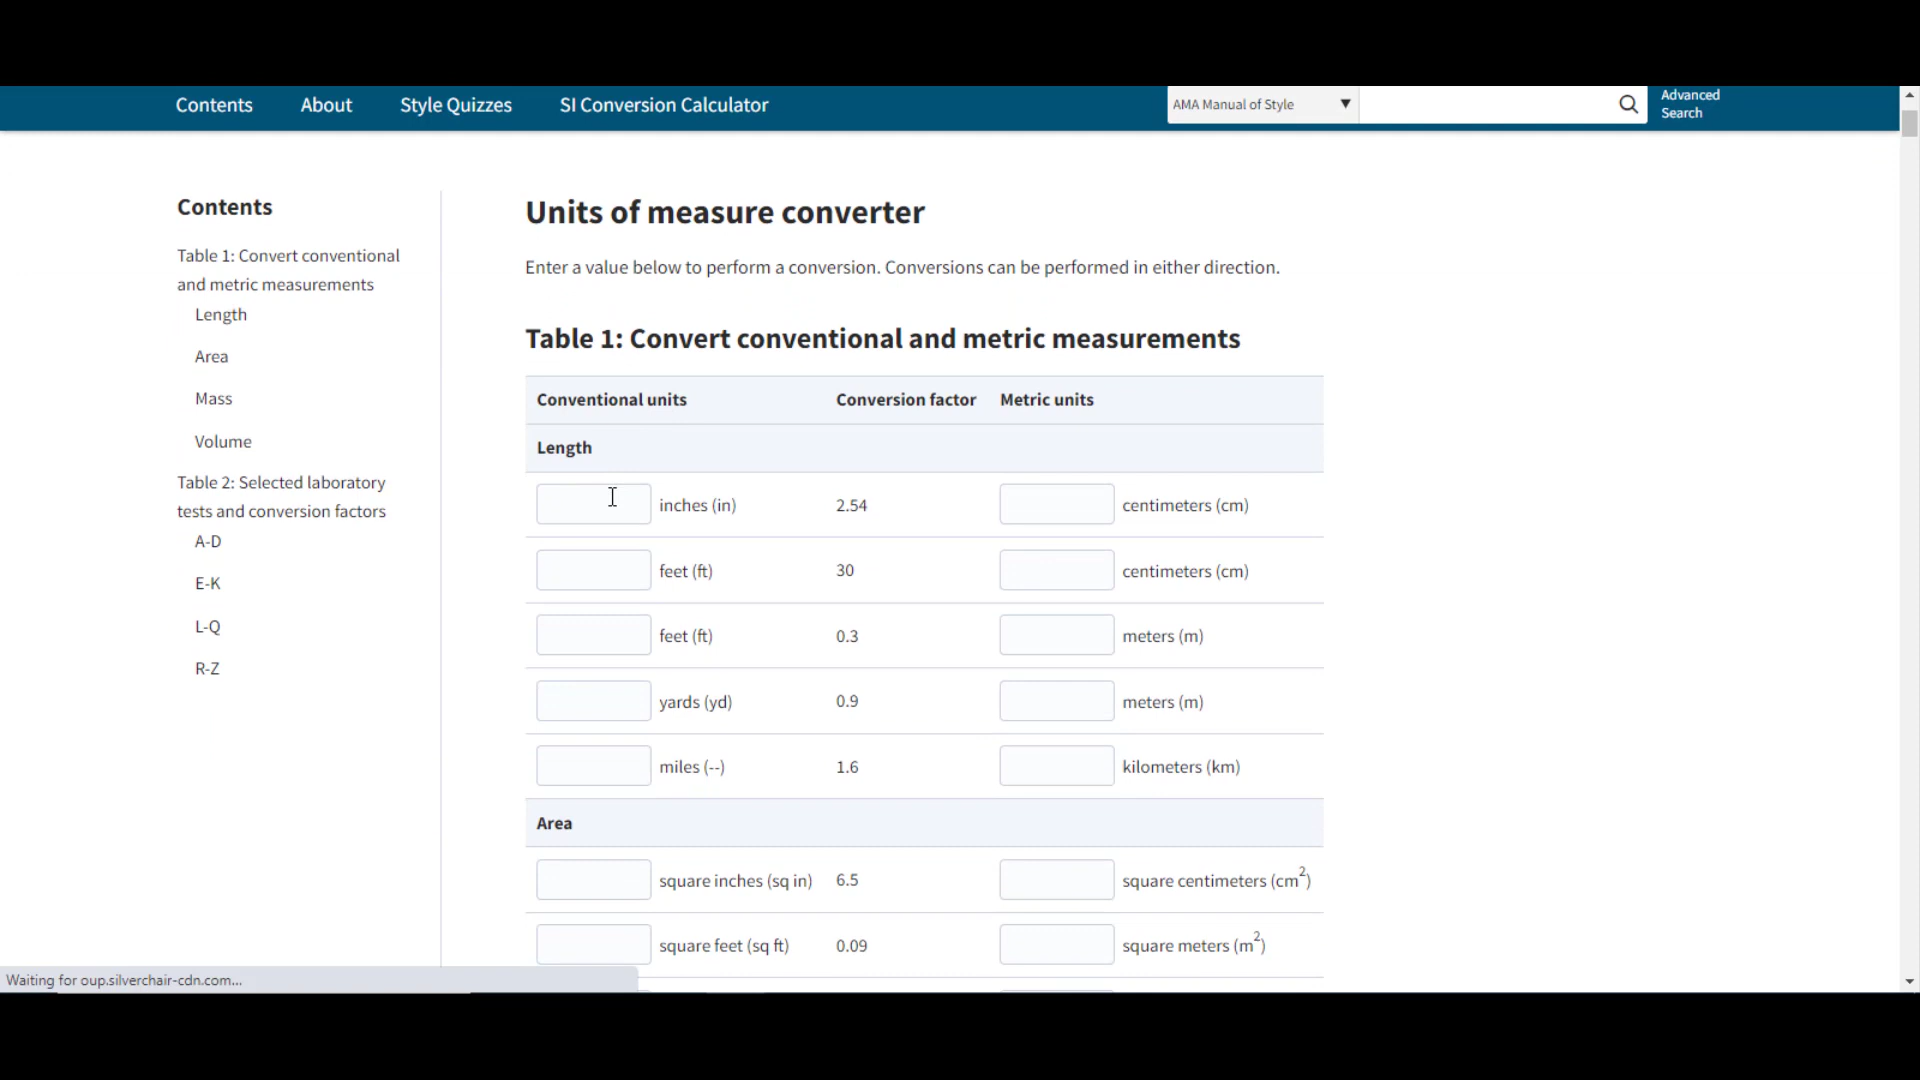 Contents About Style Quizzes SI Conversion Calculator AMA Manual of Style ▼ Advanced
Search
Contents
Table 1: Convert conventional
and metric measurements
Length
Area
Mass
Volume
Table 2: Selected laboratory
tests and conversion factors
A-D
E-K
L-Q
R-Z
Units of measure converter
Enter a value below to perform a conversion. Conversions can be performed in either direction.
Table 1: Convert conventional and metric measurements
Conventional units Conversion factor Metric units
Length
inches (in) 2.54 centimeters (cm)
feet (ft) 30 centimeters (cm)
feet (ft) 0.3 meters (m)
yards (yd) 0.9 meters (m)
miles (--) 1.6 kilometers (km)
Area
square inches (sq in) 6.5 square centimeters (cm²)
square feet (sq ft) 0.09 square meters (m²)
Waiting for oup.silverchair-cdn.com...